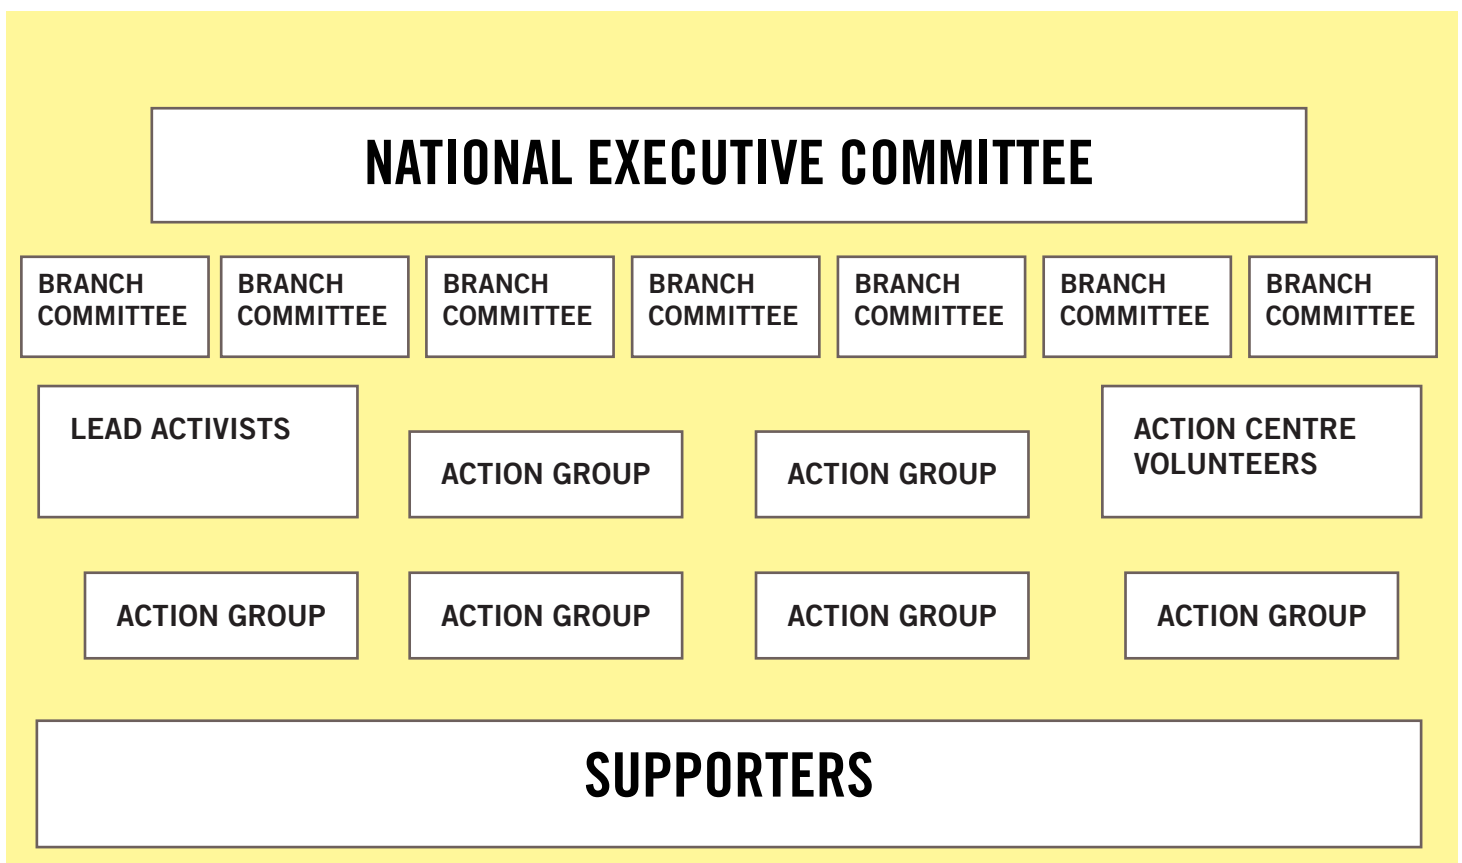 NATIONAL EXECUTIVE COMMITTEE
BRANCH
COMMITTEE
BRANCH
COMMITTEE
BRANCH
COMMITTEE
BRANCH
COMMITTEE
BRANCH
COMMITTEE
BRANCH
COMMITTEE
BRANCH
COMMITTEE
LEAD ACTIVISTS
ACTION GROUP
ACTION GROUP
ACTION CENTRE
VOLUNTEERS
ACTION GROUP
ACTION GROUP
ACTION GROUP
ACTION GROUP
SUPPORTERS